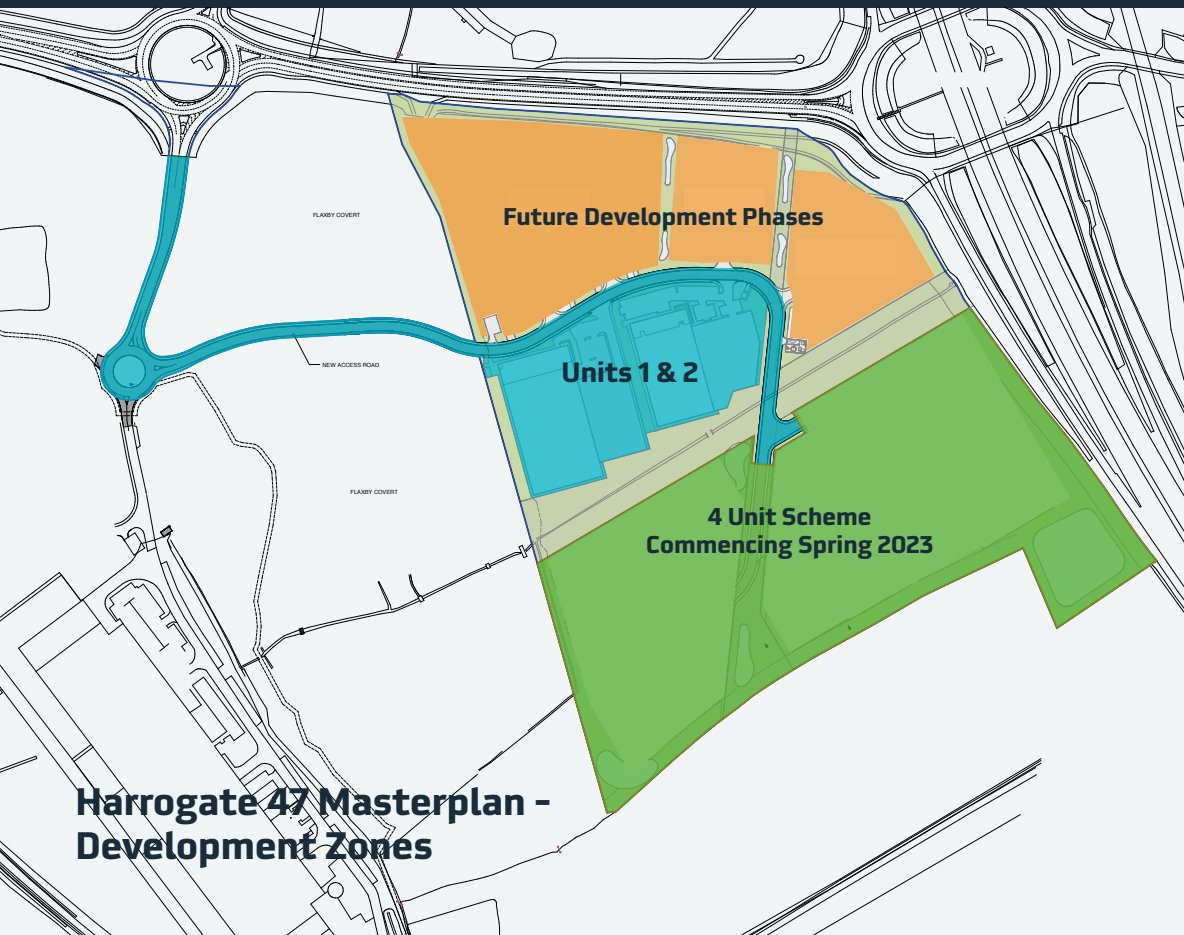 FLAXBY COVERT
Future Development Phases
NEW ACCESS ROAD
Units 1 & 2
FLAXBY COVERT
4 Unit Scheme
Commencing Spring 2023
Harrogate 47 Masterplan -
Development Zones